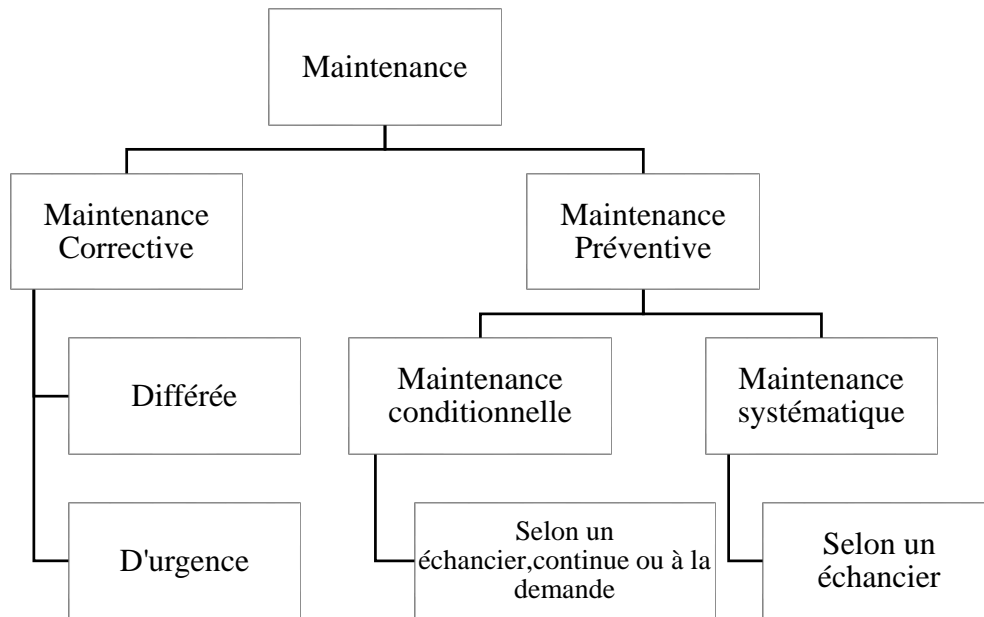 Maintenance
Maintenance
Corrective
Maintenance
Préventive
Différée
D'urgence
Maintenance
conditionnelle
Selon un
échancier,continue ou à la
demande
Maintenance
systématique
Selon un
échancier